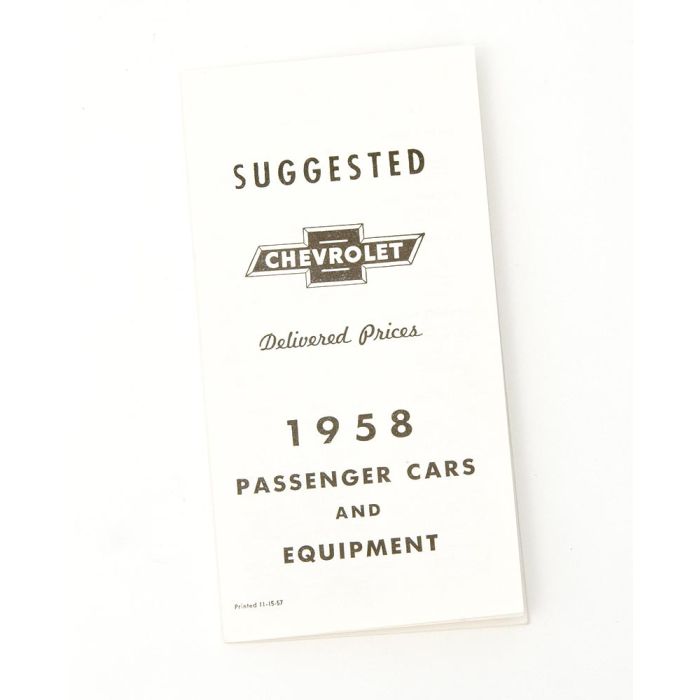 SUGGESTED
CHEVROLET
Delivered Prices
1958
PASSENGER CARS
AND
EQUIPMENT
Printed 11-15-57